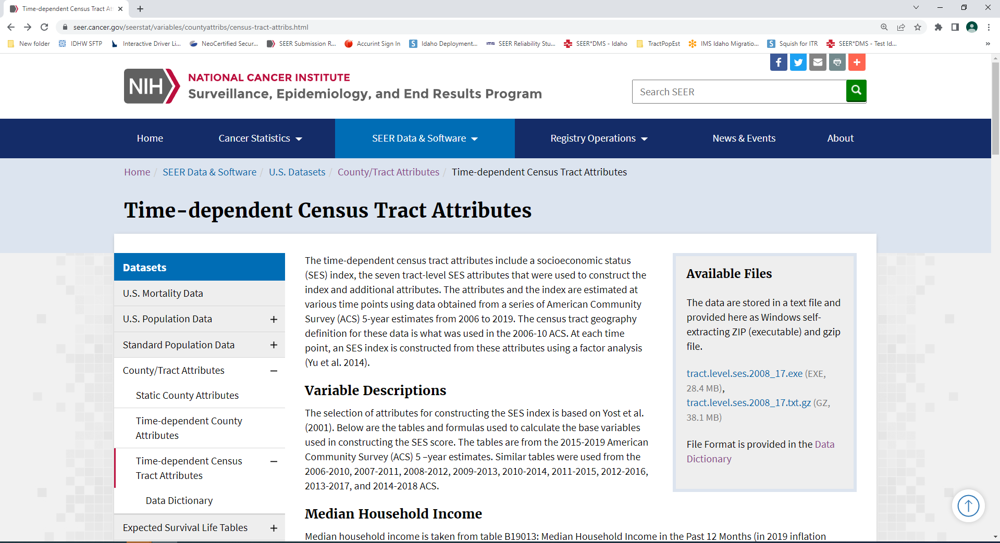 Time-dependent Census Tract At
seer.cancer.gov/seerstat/variables/countyattribs/census-tract-attribs.html
New folder
IDHW SFTP
Interactive Driver Li...
NeoCertified Secur...
SEER Submission R...
Accurint Sign In
S Idaho Deployment...
ims SEER Reliability Stu...
SEER*DMS - Idaho
TractPopEst
IMS Idaho Migratio...
S Squish for ITR
SEER*DMS - Test Id...
»
NIH
NATIONAL CANCER INSTITUTE
Surveillance, Epidemiology, and End Results Program
Search SEER
Home
Cancer Statistics
SEER Data & Software
Registry Operations
News & Events
About
Home / SEER Data & Software / U.S. Datasets / County/Tract Attributes / Time-dependent Census Tract Attributes
Time-dependent Census Tract Attributes
Datasets
U.S. Mortality Data
U.S. Population Data +
Standard Population Data +
County/Tract Attributes −
Static County Attributes
Time-dependent County
Attributes
Time-dependent Census −
Tract Attributes
Data Dictionary
Expected Survival Life Tables +
The time-dependent census tract attributes include a socioeconomic status
(SES) index, the seven tract-level SES attributes that were used to construct the
index and additional attributes. The attributes and the index are estimated at
various time points using data obtained from a series of American Community
Survey (ACS) 5-year estimates from 2006 to 2019. The census tract geography
definition for these data is what was used in the 2006-10 ACS. At each time
point, an SES index is constructed from these attributes using a factor analysis
(Yu et al. 2014).
Variable Descriptions
The selection of attributes for constructing the SES index is based on Yost et al.
(2001). Below are the tables and formulas used to calculate the base variables
used in constructing the SES score. The tables are from the 2015-2019 American
Community Survey (ACS) 5 –year estimates. Similar tables were used from the
2006-2010, 2007-2011, 2008-2012, 2009-2013, 2010-2014, 2011-2015, 2012-2016,
2013-2017, and 2014-2018 ACS.
Median Household Income
Median household income is taken from table B19013: Median Household Income in the Past 12 Months (in 2019 inflation
Available Files
The data are stored in a text file and
provided here as Windows self-
extracting ZIP (executable) and gzip
file.
tract.level.ses.2008_17.exe (EXE,
28.4 MB),
tract.level.ses.2008_17.txt.gz (GZ,
38.1 MB)
File Format is provided in the Data
Dictionary